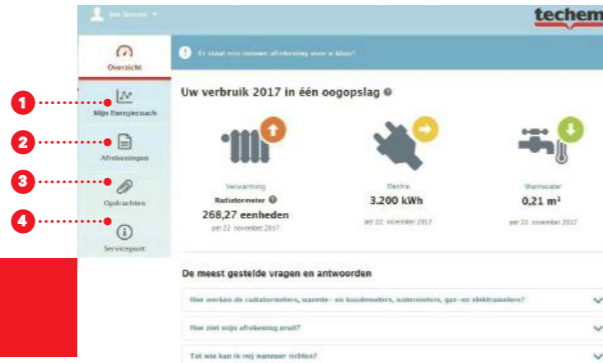 Jan Jansen
techem
Er staat een nieuwe afrekening voor u klaar!
Overzicht
1
Mijn Energiecoach
2
Afrekeningen
3
Opdrachten
4
Servicepunt
Uw verbruik 2017 in één oogopslag
Verwarming
Radiatormeter
268,27 eenheden
per 22. november 2017
Electra
3.200 kWh
per 22. november 2017
Warmwater
0,21 m³
per 22. november 2017
De meest gestelde vragen en antwoorden
Hoe werken de radiatormeters, warmte- en koudemeters, watermeters, gas- en elektrameters?
Hoe ziet mijn afrekening eruit?
Tot wie kan ik mij wanneer richten?